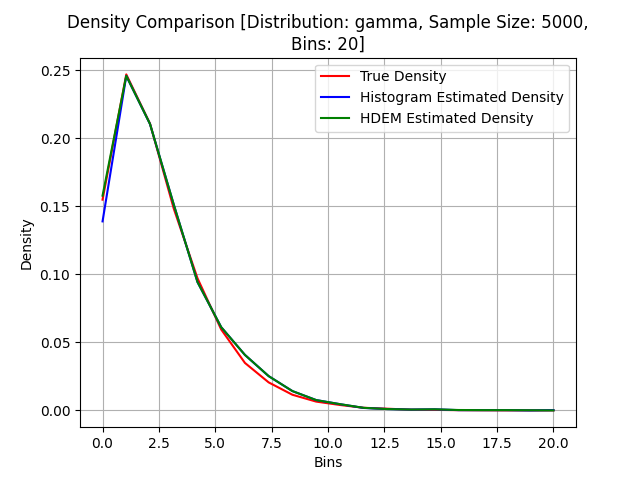 Density Comparison [Distribution: gamma, Sample Size: 5000,
Bins: 20]
True Density
Histogram Estimated Density
HDEM Estimated Density
Density
0.25
0.20
0.15
0.10
0.05
0.00
0.0 2.5 5.0 7.5 10.0 12.5 15.0 17.5 20.0
Bins